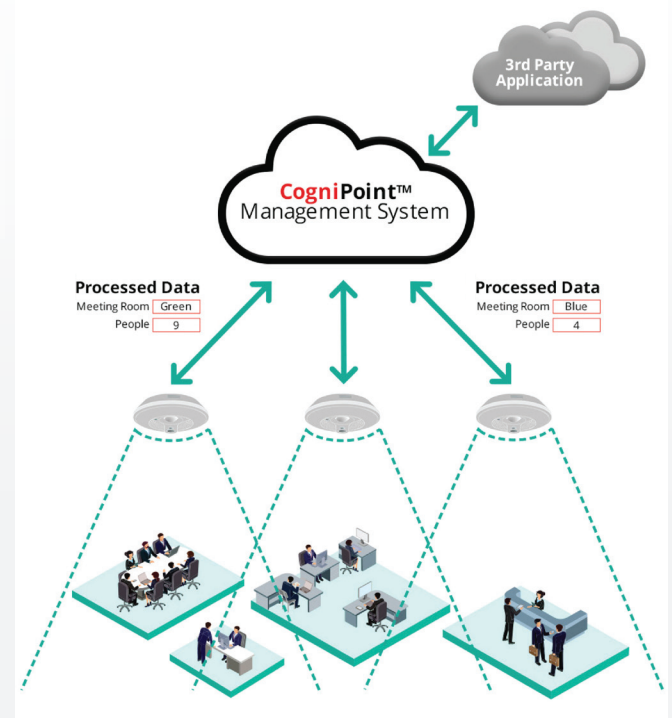 3rd Party
Application
CogniPoint™
Management System
Processed Data
Meeting Room Green
People 9
Processed Data
Meeting Room Blue
People 4